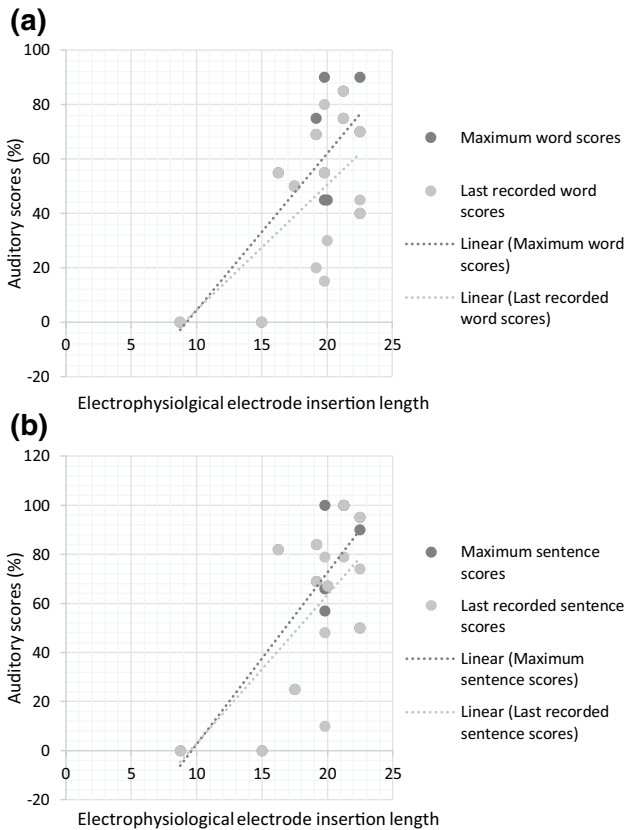 (a)
100
80
60
40
20
0
-20
0 5 10 15 20 25
Auditory scores (%)
Electrophysiolgical electrode insertion length
Maximum word scores
Last recorded word
scores
Linear (Maximum word
scores)
Linear (Last recorded
word scores)
(b)
120
100
80
60
40
20
0
-20
0 5 10 15 20 25
Auditory scores (%)
Electrophysiological electrode insertion length
Maximum sentence
scores
Last recorded sentence
scores
Linear (Maximum
sentence scores)
Linear (Last recorded
sentence scores)